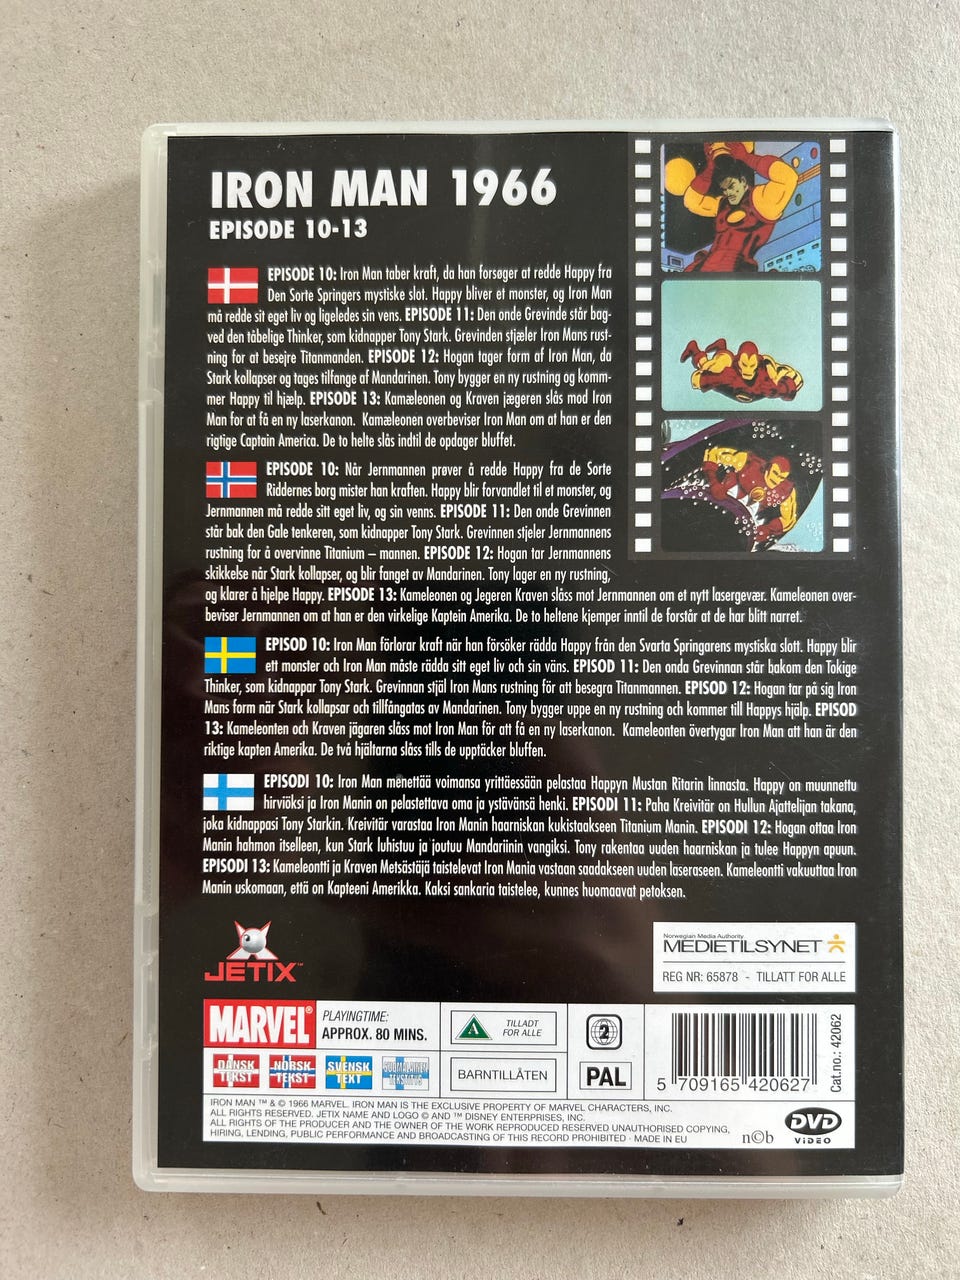 IRON MAN 1966
EPISODE 10-13
EPISODE 10: Iron Man taber kraft, da han forsøger at redde Happy fra
Den Sorte Springers mystiske slot. Happy bliver et monster, og Iron Man
må redde sit eget liv og ligeledes sin vens. EPISODE 11: Den onde Grevinde står bag-
ved den tåbelige Thinker, som kidnapper Tony Stark. Grevinden stjæler Iron Mans rust-
ning for at besejre Titanmanden. EPISODE 12: Hogan tager form af Iron Man, da
Stark kollapser og tages tilfange af Mandarinen. Tony bygger en ny rustning og kom-
mer Happy til hjælp. EPISODE 13: Kamæleonen og Kraven jægeren slås mod Iron
Man for at få en ny laserkanon. Kamæleonen overbeviser Iron Man om at han er den
rigtige Captain America. De to helte slås indtil de opdager bluffet.
EPISODE 10: Når Jernmannen prøver å redde Happy fra de Sorte
Riddernes borg mister han kraften. Happy blir forvandlet til et monster, og
Jernmannen må redde sitt eget liv, og sin venns. EPISODE 11: Den onde Grevinnen
står bak den Gale tenkeren, som kidnapper Tony Stark. Grevinnen stjeler Jernmannens
rustning for å overvinne Titanium – mannen. EPISODE 12: Hogan tar Jernmannens
skikkelse når Stark kollapser, og blir fanget av Mandarinen. Tony lager en ny rustning,
og klarer å hjelpe Happy. EPISODE 13: Kameleonen og Jegeren Kraven slåss mot Jernmannen om et nytt lasergevær. Kameleonen over-
beviser Jernmannen om at han er den virkelige Kaptein Amerika. De to heltene kjemper inntil de forstår at de har blitt narret.
EPISOD 10: Iron Man förlorar kraft när han försöker rädda Happy från den Svarta Springarens mystiska slott. Happy blir
ett monster och Iron Man måste rädda sitt eget liv och sin väns. EPISOD 11: Den onda Grevinnan står bakom den Tokige
Thinker, som kidnappar Tony Stark. Grevinnan stjäl Iron Mans rustning för att besegra Titanmannen. EPISOD 12: Hogan tar på sig Iron
Mans form när Stark kollapsar och tillfångatas av Mandarinen. Tony bygger uppe en ny rustning och kommer till Happys hjälp. EPISOD
13: Kameleonten och Kraven jägaren slåss mot Iron Man för att få en ny laserkanon. Kameleonten övertygar Iron Man att han är den
riktige kapten Amerika. De två hjältarna slåss tills de upptäcker bluffen.
EPISODI 10: Iron Man menettää voimansa yrittäessään pelastaa Happyn Mustan Ritarin linnasta. Happy on muunnettu
hirviöksi ja Iron Manin on pelastettava oma ja ystävänsä henki. EPISODI 11: Paha Kreivitär on Hullun Ajattelijan takana,
joka kidnappasi Tony Starkin. Kreivitär varastaa Iron Manin haarniskan kukistaakseen Titanium Manin. EPISODI 12: Hogan ottaa Iron
Manin hahmon itselleen, kun Stark luhistuu ja joutuu Mandariinin vangiksi. Tony rakentaa uuden haarniskan ja tulee Happyn apuun.
EPISODI 13: Kameleontti ja Kraven Metsästäjä taistelevat Iron Mania vastaan saadakseen uuden laseraseen. Kameleontti vakuuttaa Iron
Manin uskomaan, että on Kapteeni Amerikka. Kaksi sankaria taistelee, kunnes huomaavat petoksen.
JETIX™
Norwegian Media Authority
MEDIETILSYNET
REG NR: 65878 - TILLATT FOR ALLE
MARVEL®
PLAYINGTIME:
APPROX. 80 MINS.
A
TILLADT
FOR ALLE
2
DANSK
TEKST
NORSK
TEKST
SVENSK
TEXT
SUOMALAINEN
TEKSTITYS
BARNTILLÅTEN
PAL
5 709165 420627
Cat.no.: 42062
IRON MAN ™ & © 1966 MARVEL. IRON MAN IS THE EXCLUSIVE PROPERTY OF MARVEL CHARACTERS, INC.
ALL RIGHTS RESERVED. JETIX NAME AND LOGO © AND ™ DISNEY ENTERPRISES, INC.
ALL RIGHTS OF THE PRODUCER AND THE OWNER OF THE WORK REPRODUCED RESERVED UNAUTHORISED COPYING,
HIRING, LENDING, PUBLIC PERFORMANCE AND BROADCASTING OF THIS RECORD PROHIBITED · MADE IN EU
n©b
DVD
VIDEO